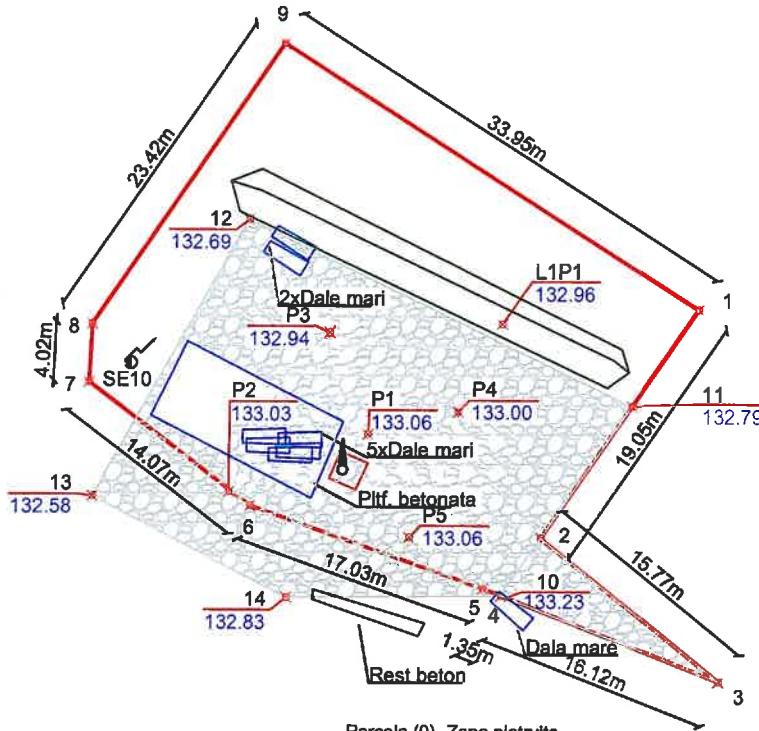 9
33.95m
23.42m
12
132.69
L1P1
132.96
1
2xDale mari
P3
132.94
8
4.02m
SE10
7
P2
133.03
P1
133.06
P4
133.00
11
132.79
19.05m
5xDale mari
14.07m
13
132.58
Pltf. betonata
6
P5
133.06
2
15.77m
17.03m
10
133.23
5
4
14
132.83
1.35m
Dala mare
16.12m
Rest beton
3